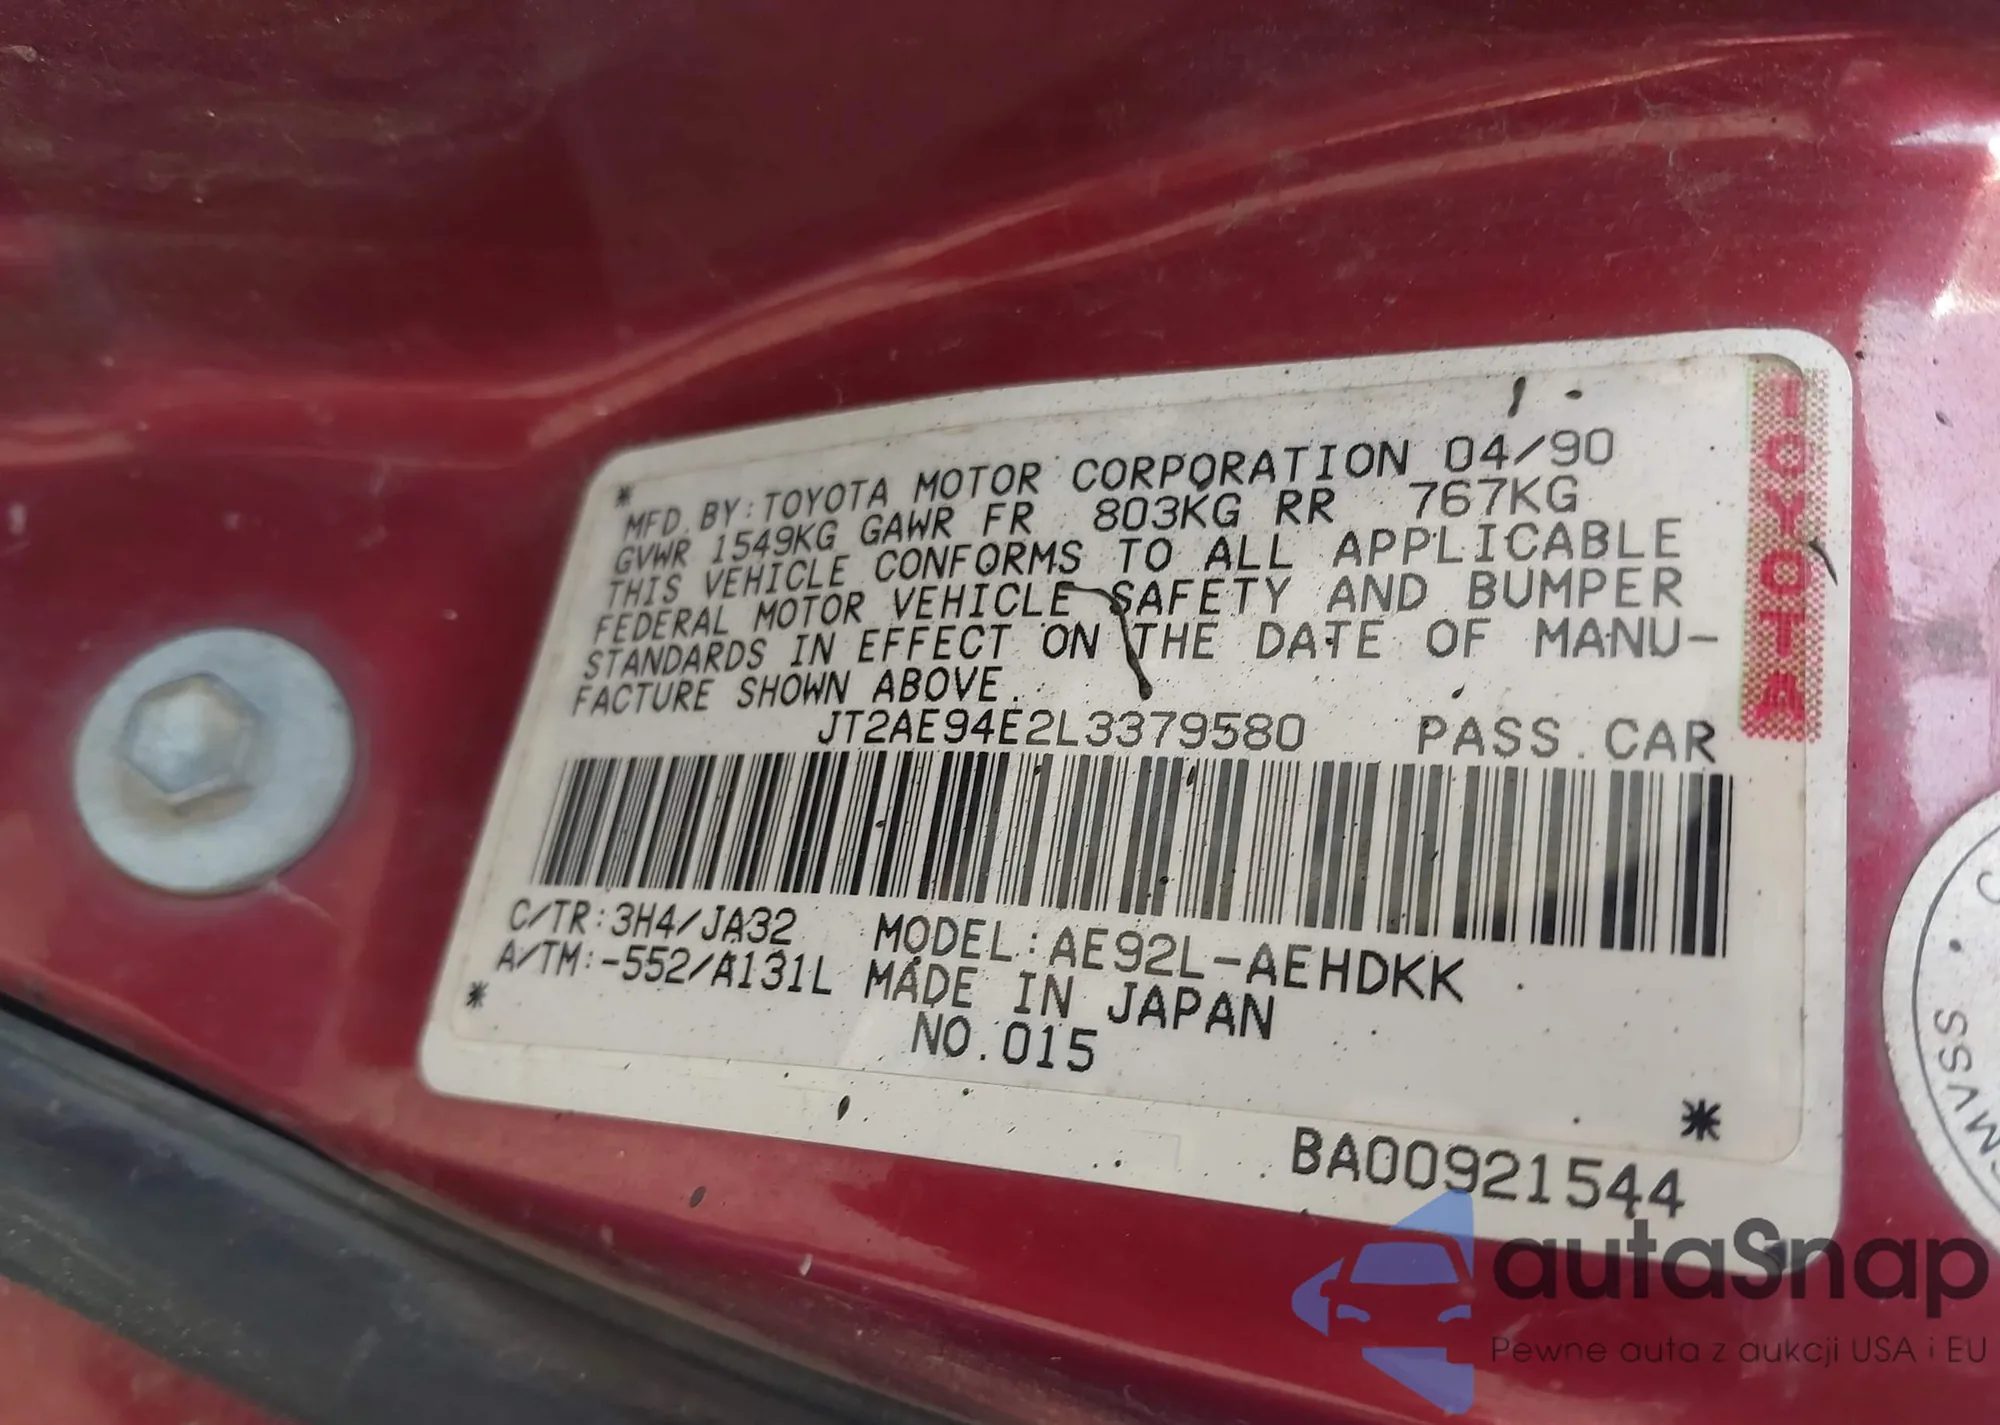 MFD. BY: TOYOTA MOTOR CORPORATION 04/90
GVWR 1549KG GAWR FR 803KG RR 767KG
THIS VEHICLE CONFORMS TO ALL APPLICABLE
FEDERAL MOTOR VEHICLE SAFETY AND BUMPER
STANDARDS IN EFFECT ON THE DATE OF MANU-
FACTURE SHOWN ABOVE.
JT2AE94E2L3379580 PASS.CAR
C/TR:3H4/JA32 MODEL:AE92L-AEHDKK
A/TM:-552/A131L MADE IN JAPAN
NO.015
BA00921544
TOYOTA
autaSnap
Pewne auta z aukcji USA i EU